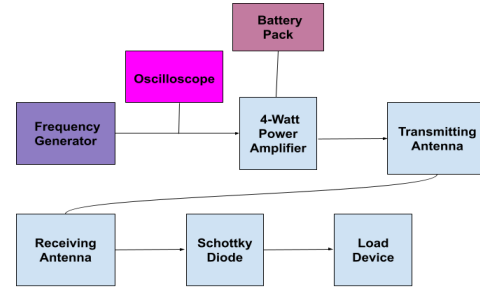 Battery
Pack
Oscilloscope
Frequency
Generator
4-Watt
Power
Amplifier
Transmitting
Antenna
Receiving
Antenna
Schottky
Diode
Load
Device